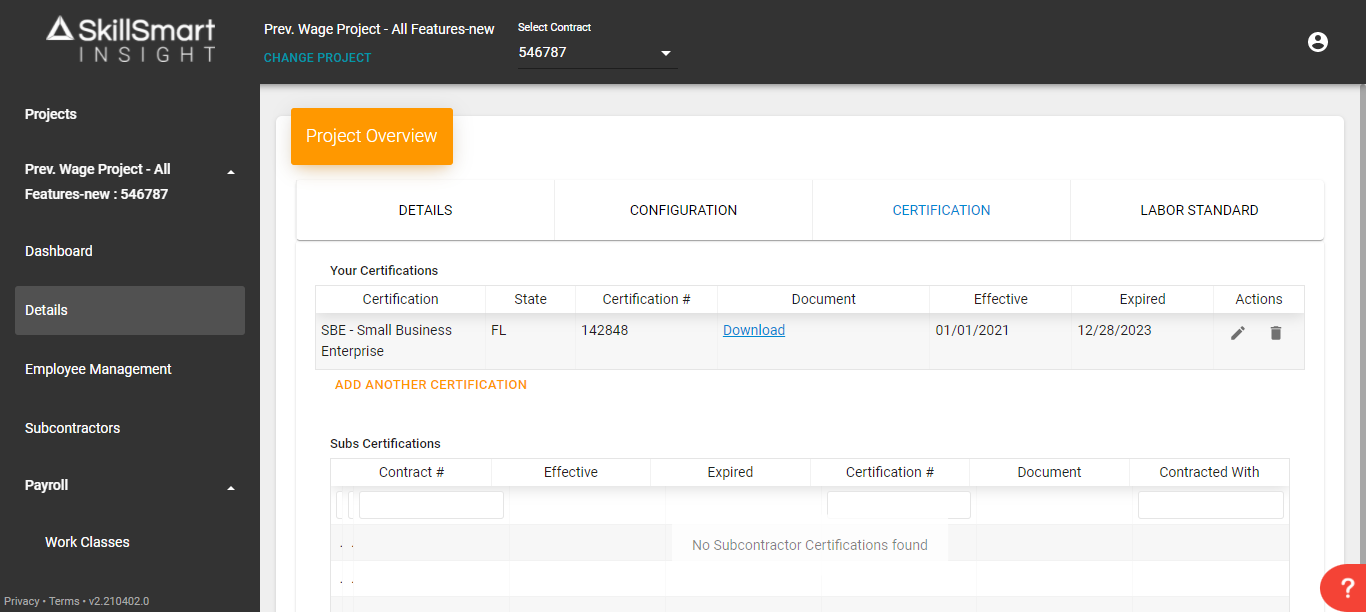 SkillSmart
INSIGHT
Prev. Wage Project - All Features-new
CHANGE PROJECT
Select Contract
546787
Projects
Prev. Wage Project - All
Features-new : 546787
Dashboard
Details
Employee Management
Subcontractors
Payroll
Work Classes
Privacy • Terms • v2.210402.0
Project Overview
DETAILS
CONFIGURATION
CERTIFICATION
LABOR STANDARD
Your Certifications
Certification State Certification # Document Effective Expired Actions
SBE - Small Business FL 142848 Download 01/01/2021 12/28/2023
Enterprise
ADD ANOTHER CERTIFICATION
Subs Certifications
Contract # Effective Expired Certification # Document Contracted With
. .
No Subcontractor Certifications found
. .
?